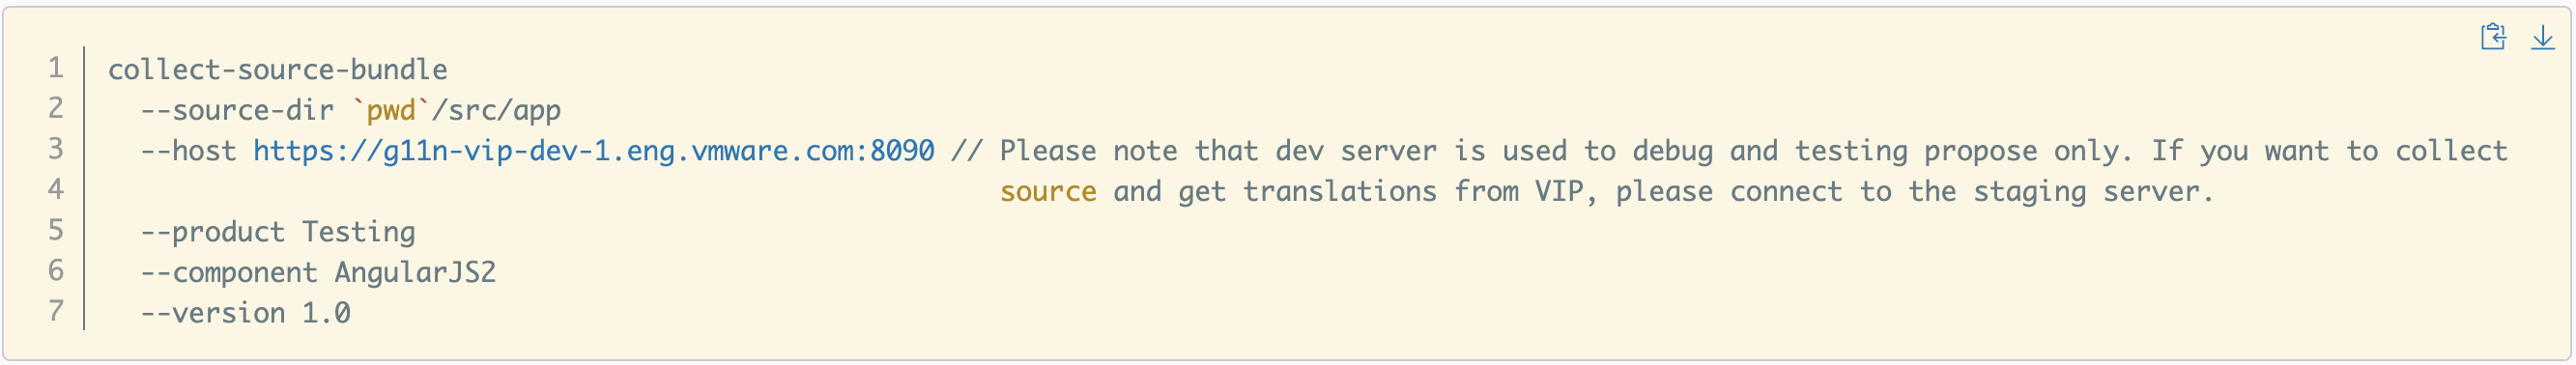 1 collect-source-bundle
2 --source-dir `pwd`/src/app
3 --host https://g11n-vip-dev-1.eng.vmware.com:8090 // Please note that dev server is used to debug and testing propose only. If you want to collect
4 source and get translations from VIP, please connect to the staging server.
5 --product Testing
6 --component AngularJS2
7 --version 1.0